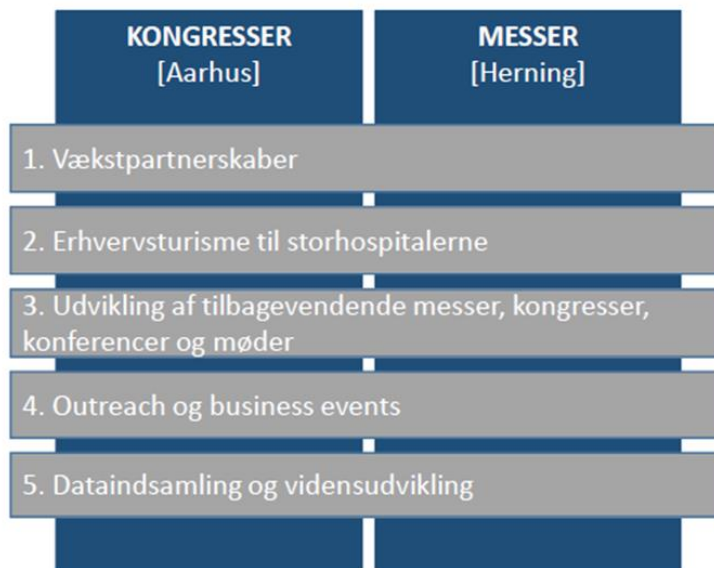 KONGRESSER
[Aarhus]
MESSER
[Herning]
1. Vækstpartnerskaber
2. Erhvervsturisme til storhospitalerne
3. Udvikling af tilbagevendende messer, kongresser,
konferencer og møder
4. Outreach og business events
5. Dataindsamling og vidensudvikling